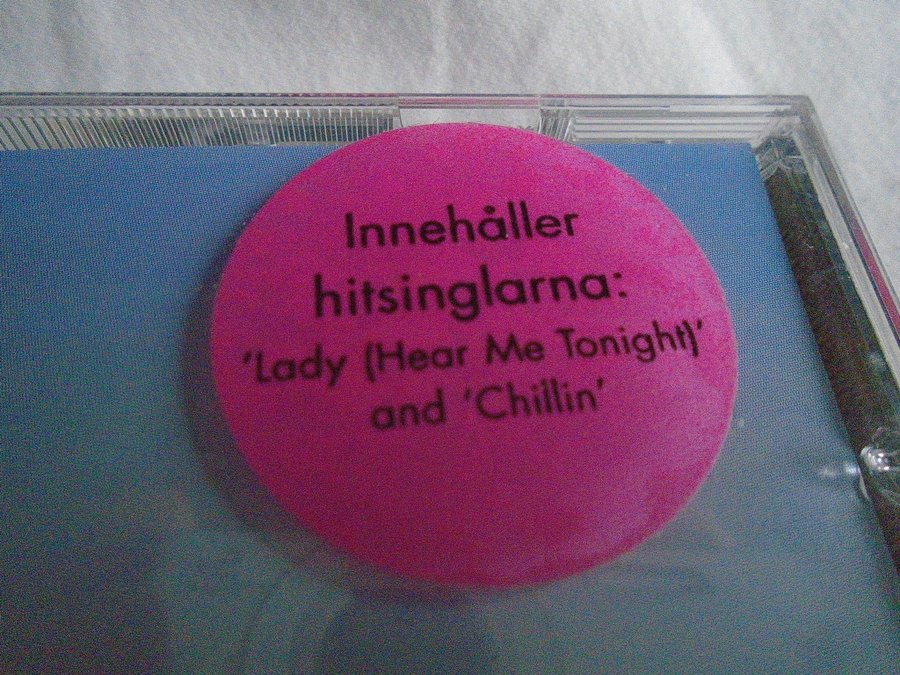 Innehåller
hitsinglarna:
'Lady (Hear Me Tonight)'
and 'Chillin'